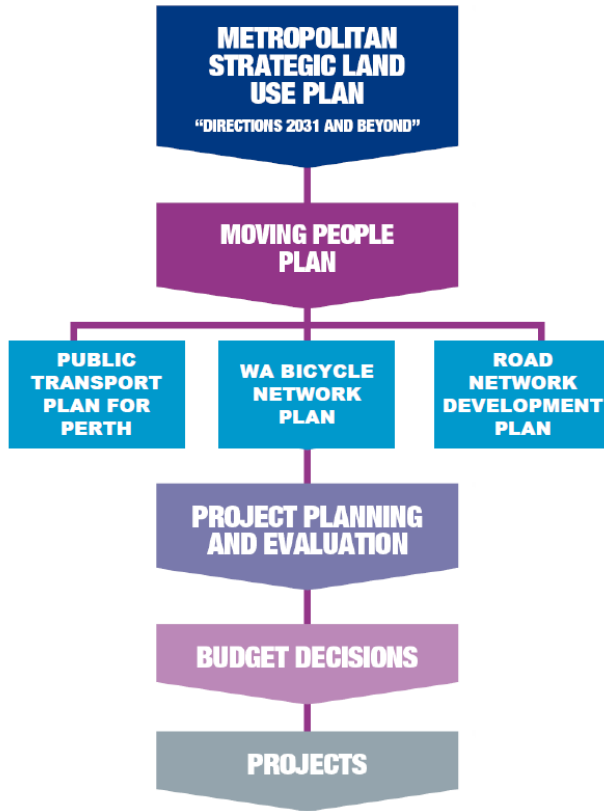 METROPOLITAN
STRATEGIC LAND
USE PLAN
“DIRECTIONS 2031 AND BEYOND”
MOVING PEOPLE
PLAN
PUBLIC
TRANSPORT
PLAN FOR
PERTH
WA BICYCLE
NETWORK
PLAN
ROAD
NETWORK
DEVELOPMENT
PLAN
PROJECT PLANNING
AND EVALUATION
BUDGET DECISIONS
PROJECTS